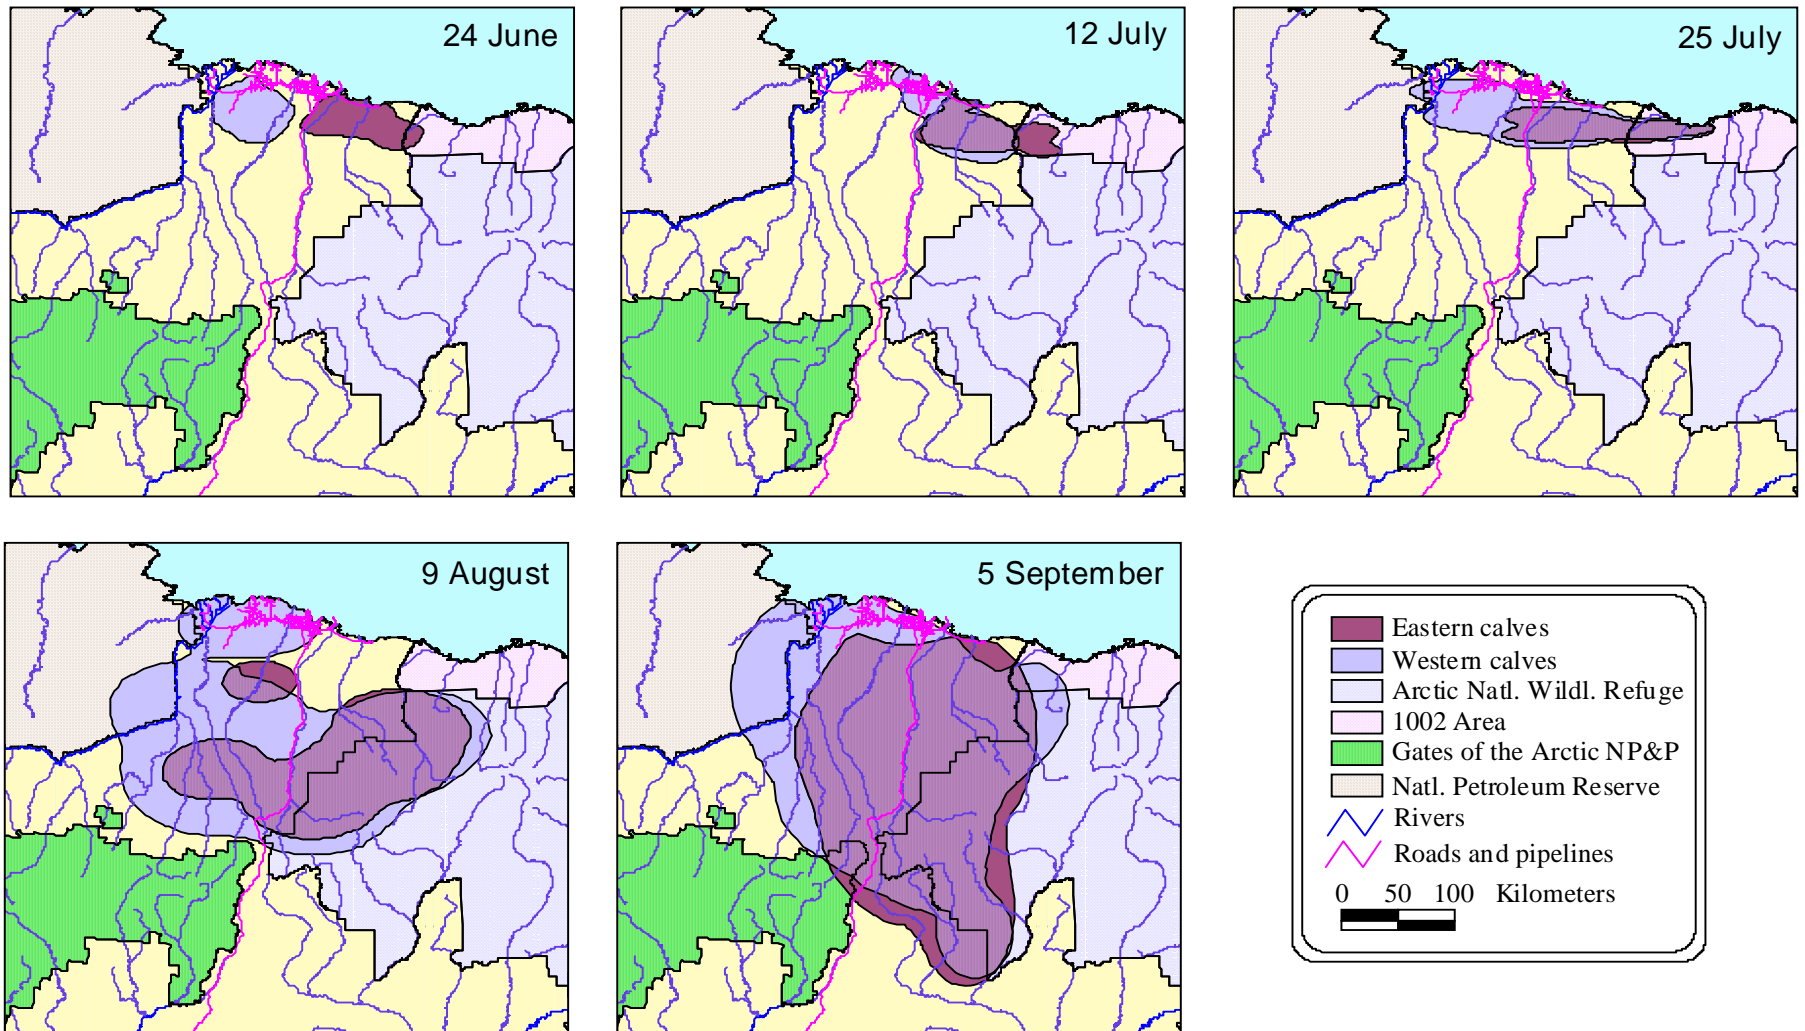 24 June
12 July
25 July
9 August
5 September
Eastern calves
Western calves
Arctic Natl. Wildl. Refuge
1002 Area
Gates of the Arctic NP&P
Natl. Petroleum Reserve
Rivers
Roads and pipelines
0 50 100 Kilometers